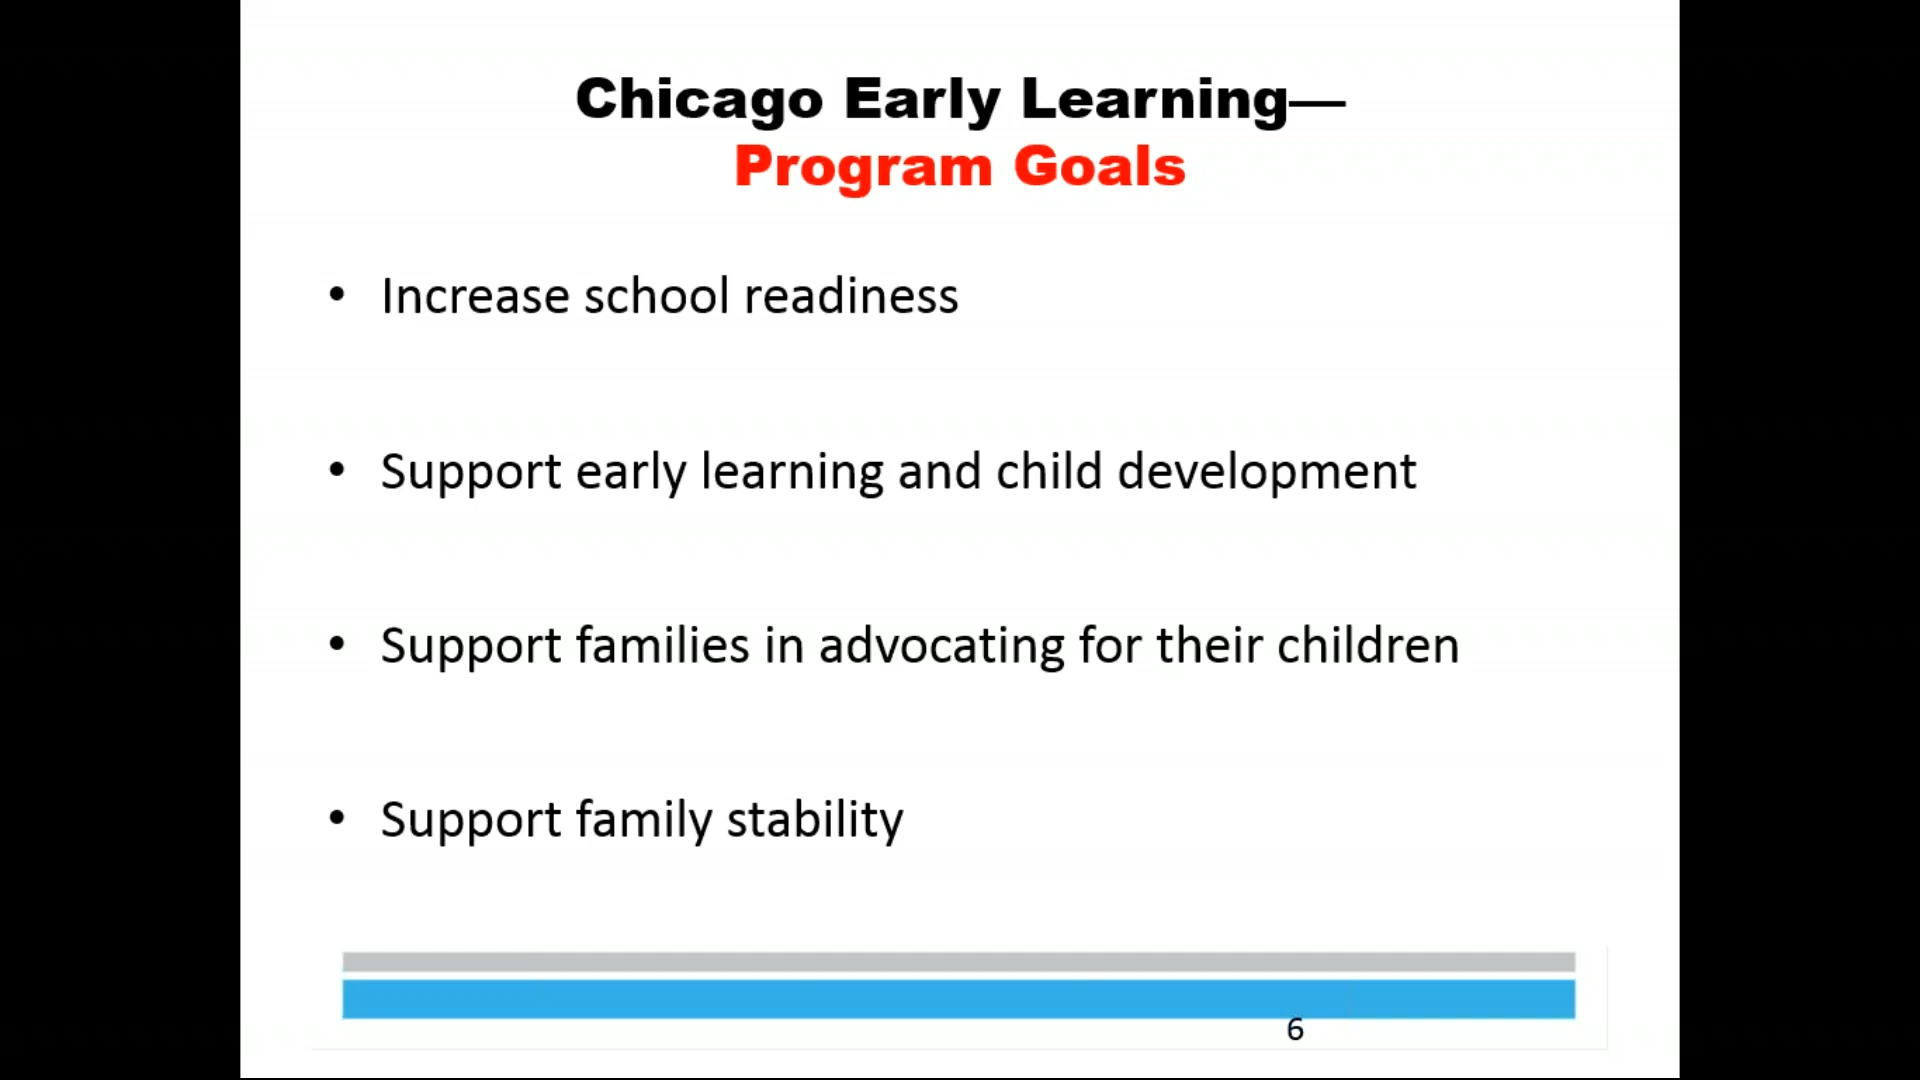 Chicago Early Learning—
Program Goals
• Increase school readiness
• Support early learning and child development
• Support families in advocating for their children
• Support family stability
6